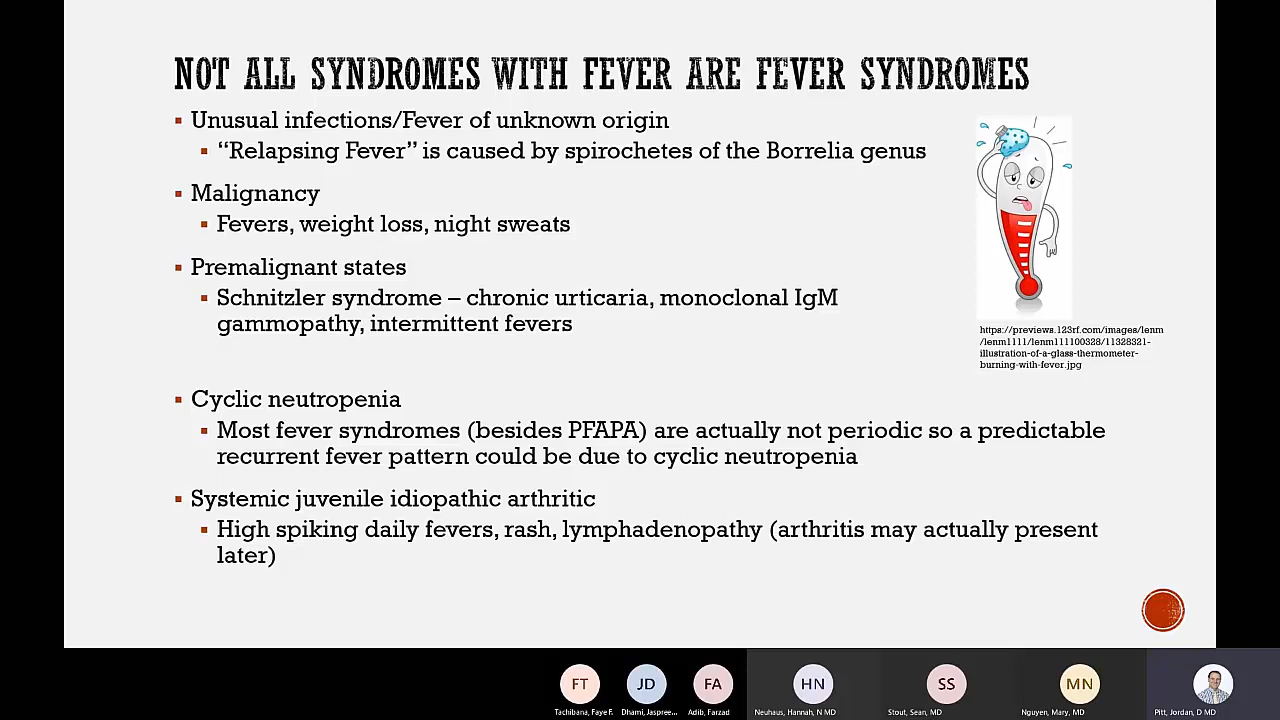 NOT ALL SYNDROMES WITH FEVER ARE FEVER SYNDROMES
Unusual infections/Fever of unknown origin
“Relapsing Fever” is caused by spirochetes of the Borrelia genus
Malignancy
Fevers, weight loss, night sweats
Premalignant states
Schnitzler syndrome – chronic urticaria, monoclonal IgM
gammopathy, intermittent fevers
https://previews.123rf.com/images/lenm
/lenm1111/lenm111100328/11328321-
illustration-of-a-glass-thermometer-
burning-with-fever.jpg
Cyclic neutropenia
Most fever syndromes (besides PFAPA) are actually not periodic so a predictable
recurrent fever pattern could be due to cyclic neutropenia
Systemic juvenile idiopathic arthritic
High spiking daily fevers, rash, lymphadenopathy (arthritis may actually present
later)
FT
JD
FA
HN
SS
MN
Tachibana, Faye F.
Dhami, Jaspree...
Adib, Farzad
Neuhaus, Hannah, N MD
Stout, Sean, MD
Nguyen, Mary, MD
Pitt, Jordan, D MD